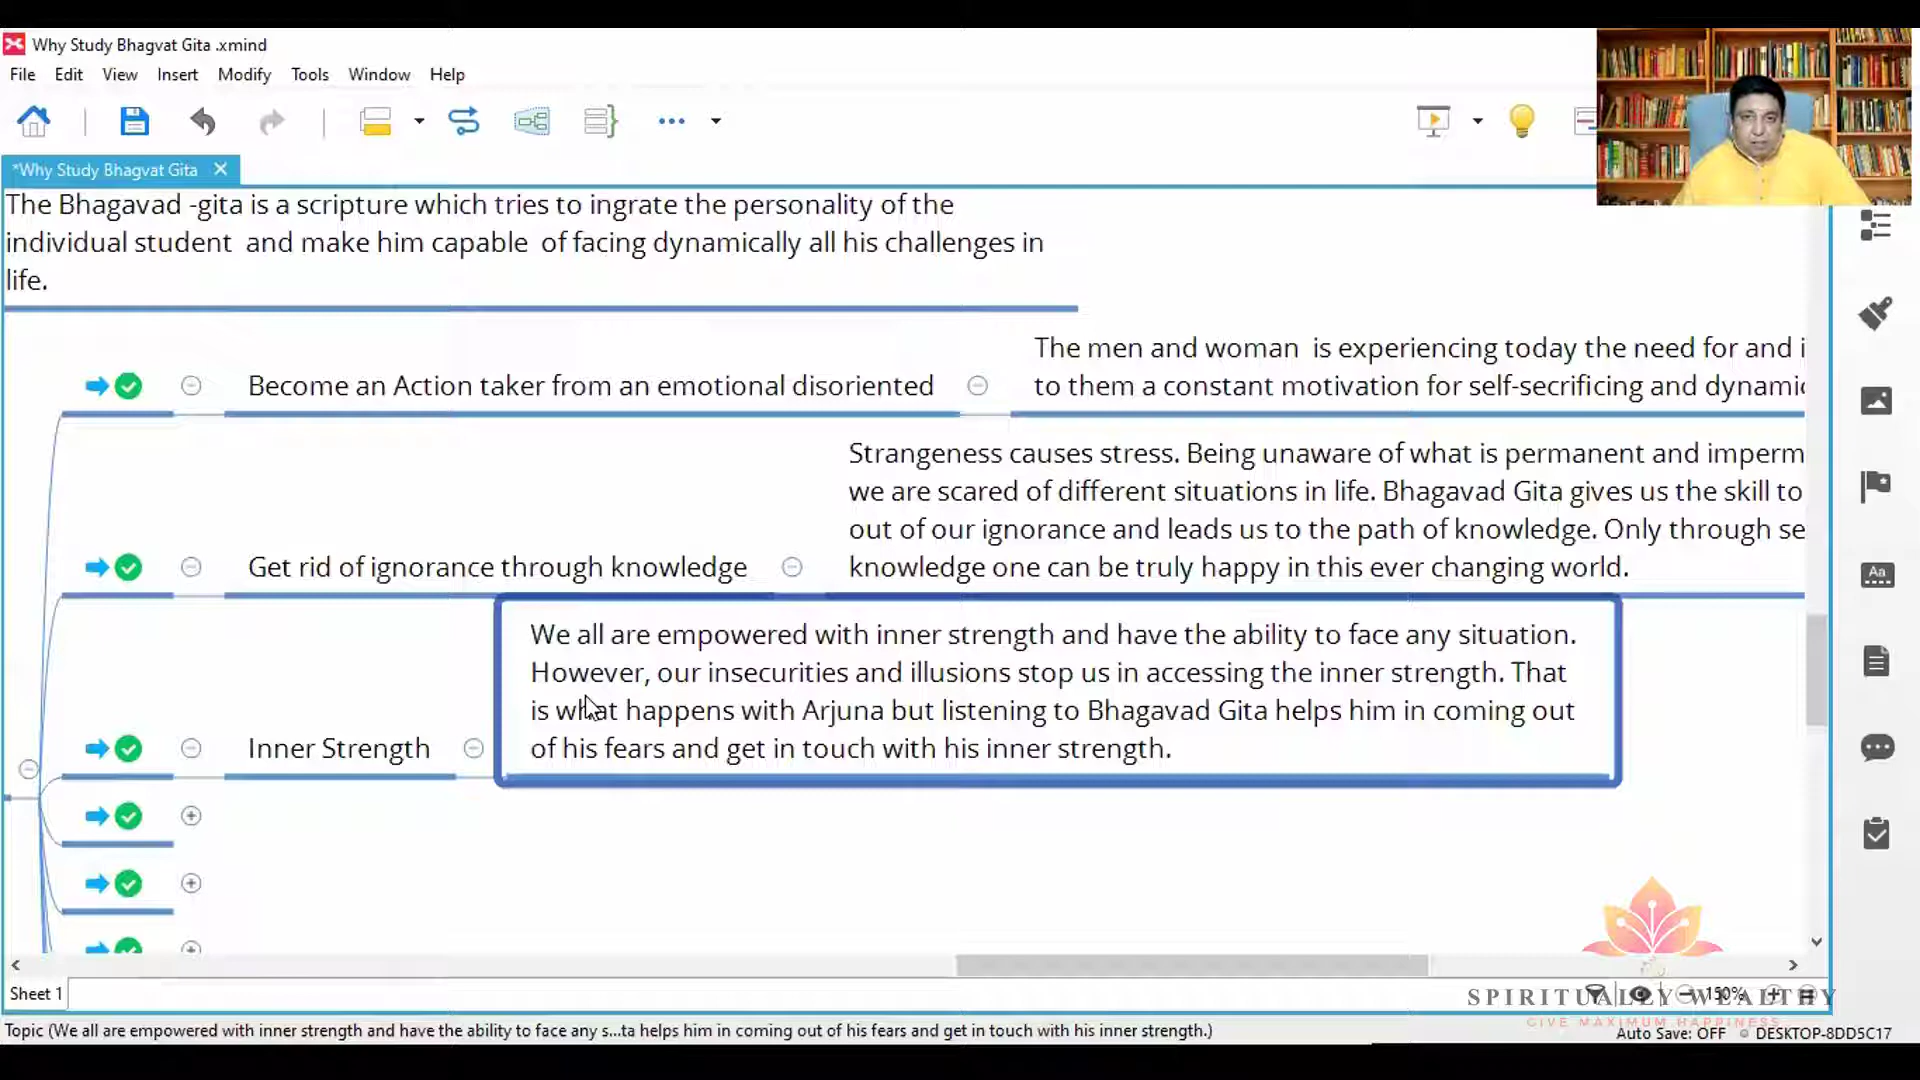 Why Study Bhagvat Gita .xmind
File Edit View Insert Modify Tools Window Help
*Why Study Bhagvat Gita
The Bhagavad -gita is a scripture which tries to ingrate the personality of the
individual student and make him capable of facing dynamically all his challenges in
life.
The men and woman is experiencing today the need for and i
Become an Action taker from an emotional disoriented
to them a constant motivation for self-secrificing and dynamic
Strangeness causes stress. Being unaware of what is permanent and imperm
we are scared of different situations in life. Bhagavad Gita gives us the skill to
out of our ignorance and leads us to the path of knowledge. Only through se
Get rid of ignorance through knowledge
knowledge one can be truly happy in this ever changing world.
We all are empowered with inner strength and have the ability to face any situation.
However, our insecurities and illusions stop us in accessing the inner strength. That
is what happens with Arjuna but listening to Bhagavad Gita helps him in coming out
Inner Strength
of his fears and get in touch with his inner strength.
Aa
Sheet 1
150%
SPIRITUALLY WEALTHY
GIVE MAXIMUM HAPPINESS
Topic (We all are empowered with inner strength and have the ability to face any s...ta helps him in coming out of his fears and get in touch with his inner strength.)
Auto Save: OFF
DESKTOP-8DD5C17